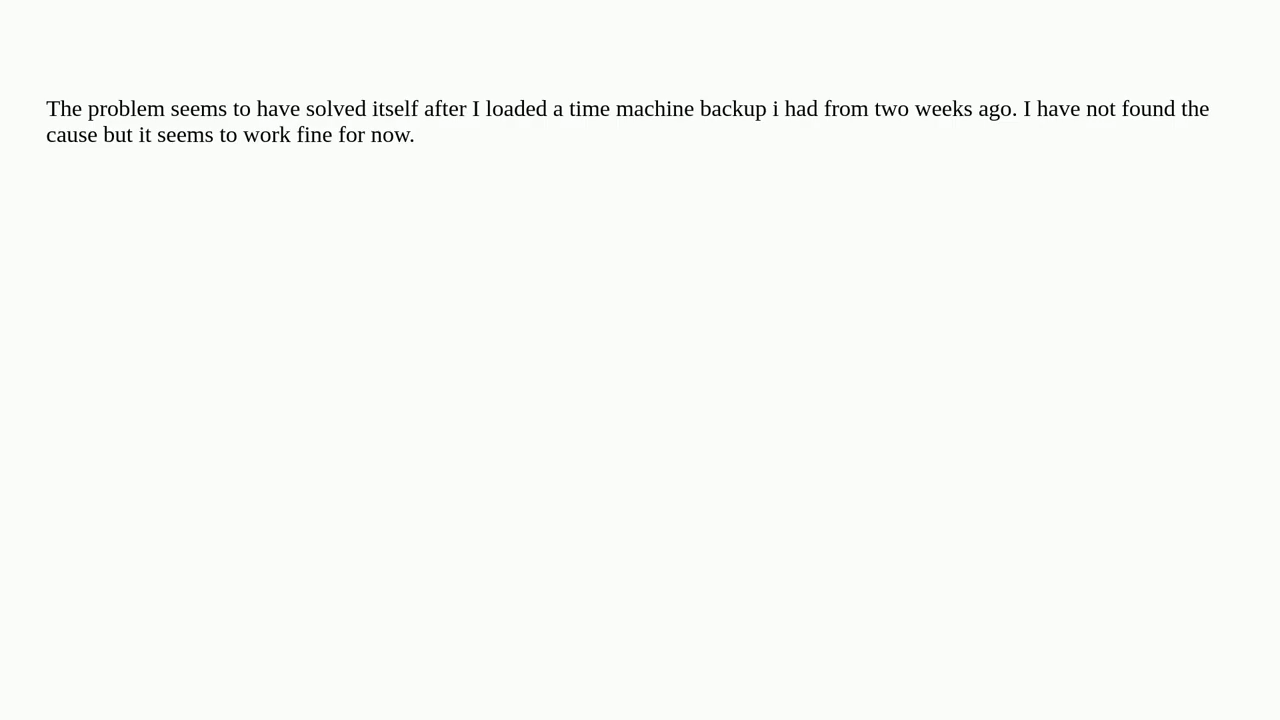 The problem seems to have solved itself after I loaded a time machine backup i had from two weeks ago. I have not found the
cause but it seems to work fine for now.